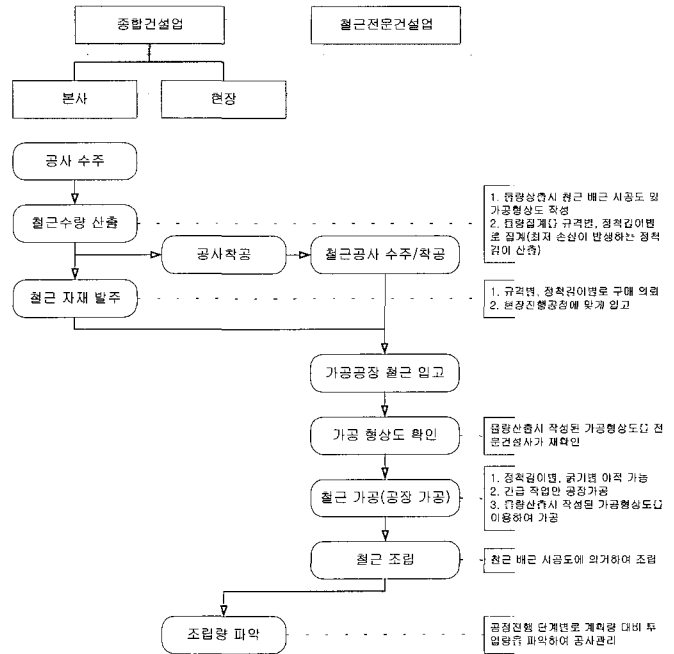 종합건설업
철근전문건설업
본사
현장
공사 수주
철근수량 산출
1. 물량산출시 철근 배근 시공도 및
가공형상도 작성
2. 물량집계를 규격별, 정척길이별
로 집계(최저 손실이 발생하는 정척
길이 산출)
공사착공
철근공사 수주/착공
철근 자재 발주
1. 규격별, 정척길이별로 구매 의뢰
2. 현장진행공정에 맞게 입고
가공공장 철근 입고
가공 형상도 확인
물량산출시 작성된 가공형상도를 전
문건설사가 재확인
철근 가공(공장 가공)
1. 정척길이별, 굵기별 야적 가능
2. 긴급 작업만 공장가공
3. 물량산출시 작성된 가공형상도를
이용하여 가공
철근 조립
철근 배근 시공도에 의거하여 조립
조립량 파악
공정진행 단계별로 계획량 대비 투
입량을 파악하여 공사관리